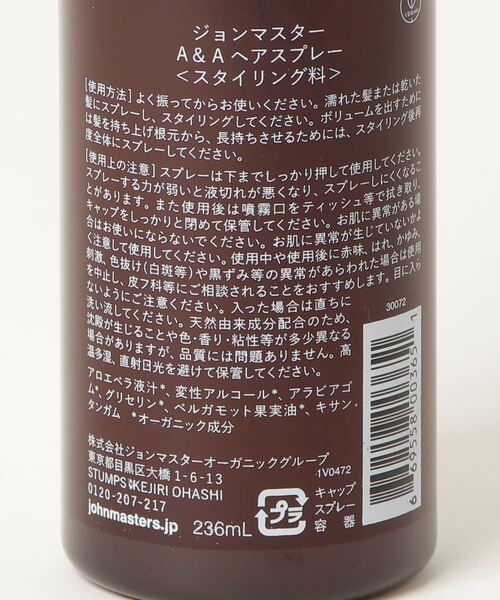 VEGAN
ジョンマスター
A & A ヘアスプレー
<スタイリング料>
[使用方法] よく振ってからお使いください。濡れた髪または乾いた
髪にスプレーし、スタイリングしてください。ボリュームを出すために
は髪を持ち上げ根元から、長持ちさせるためには、スタイリング後再
度全体にスプレーしてください。
[使用上の注意] スプレーは下までしっかり押して使用してください。
スプレーする力が弱いと液切れが悪くなり、スプレーしにくくなるこ
とがあります。また使用後は噴霧口をティッシュ等で拭き取り、
キャップをしっかりと閉めて保管してください。お肌に異常がある場
合はお使いにならないでください。お肌に異常が生じていないかよ
く注意して使用してください。使用中や使用後に赤味、はれ、かゆみ、
刺激、色抜け(白斑等)や黒ずみ等の異常があらわれた場合は使用
を中止し、皮フ科等にご相談されることをおすすめします。目に入ら
ないようにご注意ください。入った場合は直ちに
洗い流してください。天然由来成分配合のため、
沈殿が生じることや色・香り・粘性等が多少異なる
場合がありますが、品質には問題ありません。高
温多湿、直射日光を避けて保管してください。
アロエベラ液汁*、変性アルコール*、アラビアゴ
ム*、グリセリン*、ベルガモット果実油*、キサン
タンガム *オーガニック成分
株式会社ジョンマスターオーガニックグループ
東京都目黒区大橋 1-6-13
STUMPS IKEJIRI OHASHI
0120-207-217
johnmasters.jp
236mL
30072
6 69558 00365 1
1V0472
プラ
キャップ
スプレー
容器